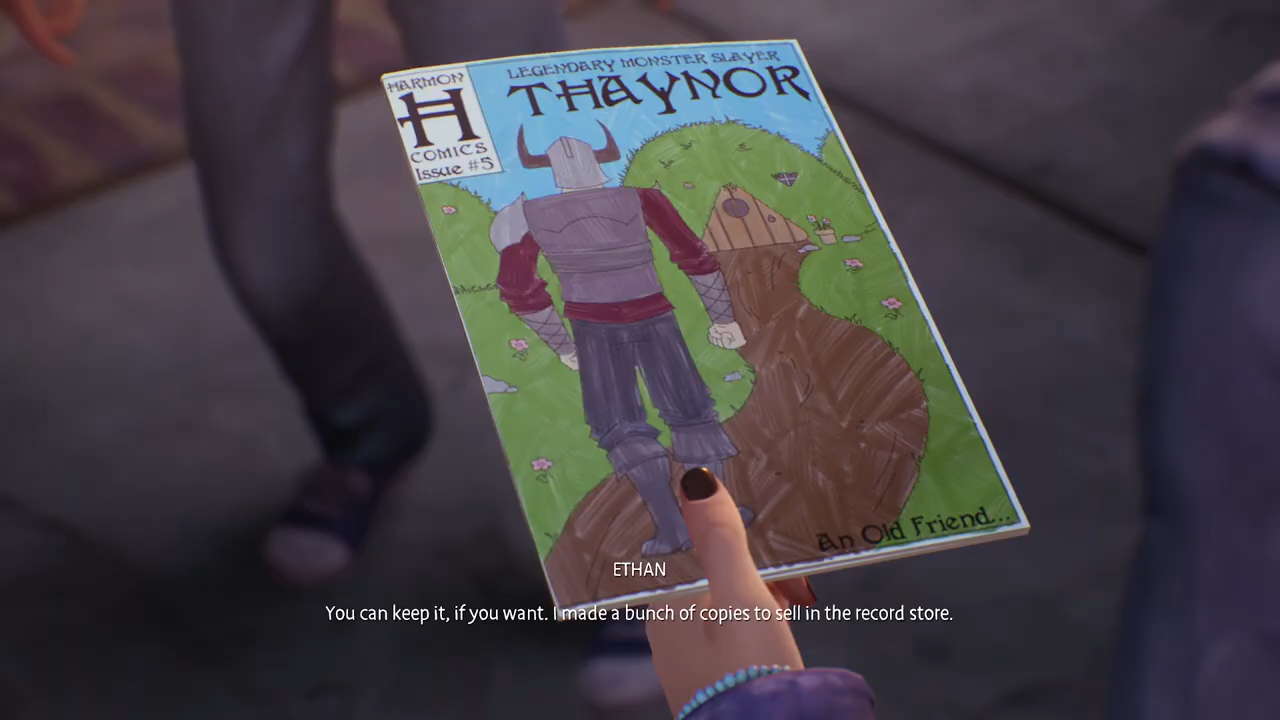 HARMON
H
COMICS
Issue #5
LEGENDARY MONSTER SLAYER
THAYNOR
An Old Friend...
ETHAN
You can keep it, if you want. I made a bunch of copies to sell in the record store.